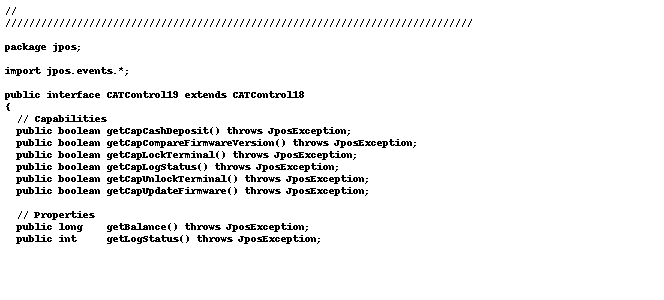 //
//////////////////////////////////////////////////////////////////////////////
package jpos;
import jpos.events.*;
public interface CATControl19 extends CATControl18
{
// Capabilities
public boolean getCapCashDeposit() throws JposException;
public boolean getCapCompareFirmwareVersion() throws JposException;
public boolean getCapLockTerminal() throws JposException;
public boolean getCapLogStatus() throws JposException;
public boolean getCapUnlockTerminal() throws JposException;
public boolean getCapUpdateFirmware() throws JposException;
// Properties
public long    getBalance() throws JposException;
public int     getLogStatus() throws JposException;